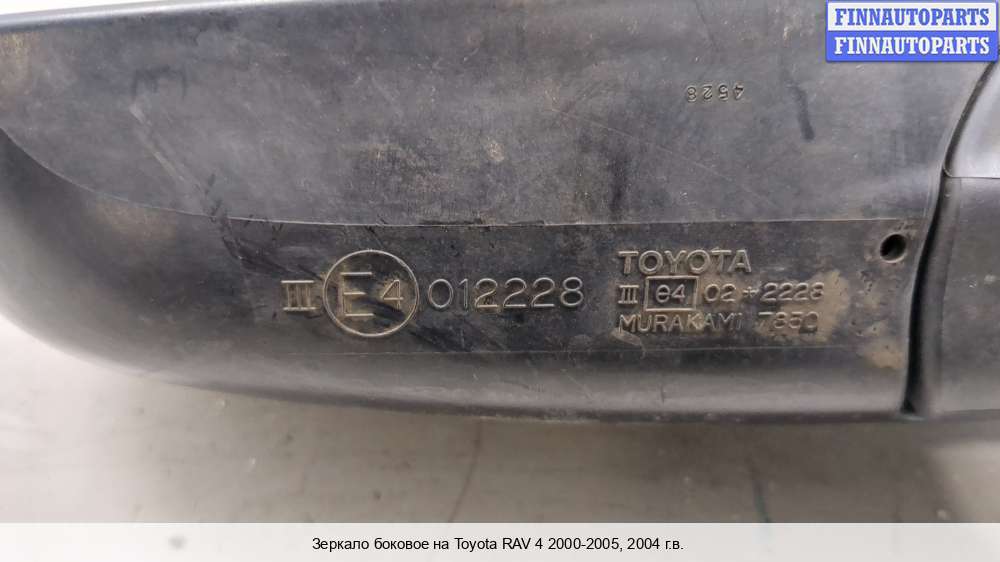 FINNAUTOPARTS
FINNAUTOPARTS
4528
III E4 012228
TOYOTA
III e4 02*2228
MURAKAMI 7850
Зеркало боковое на Toyota RAV 4 2000-2005, 2004 г.в.